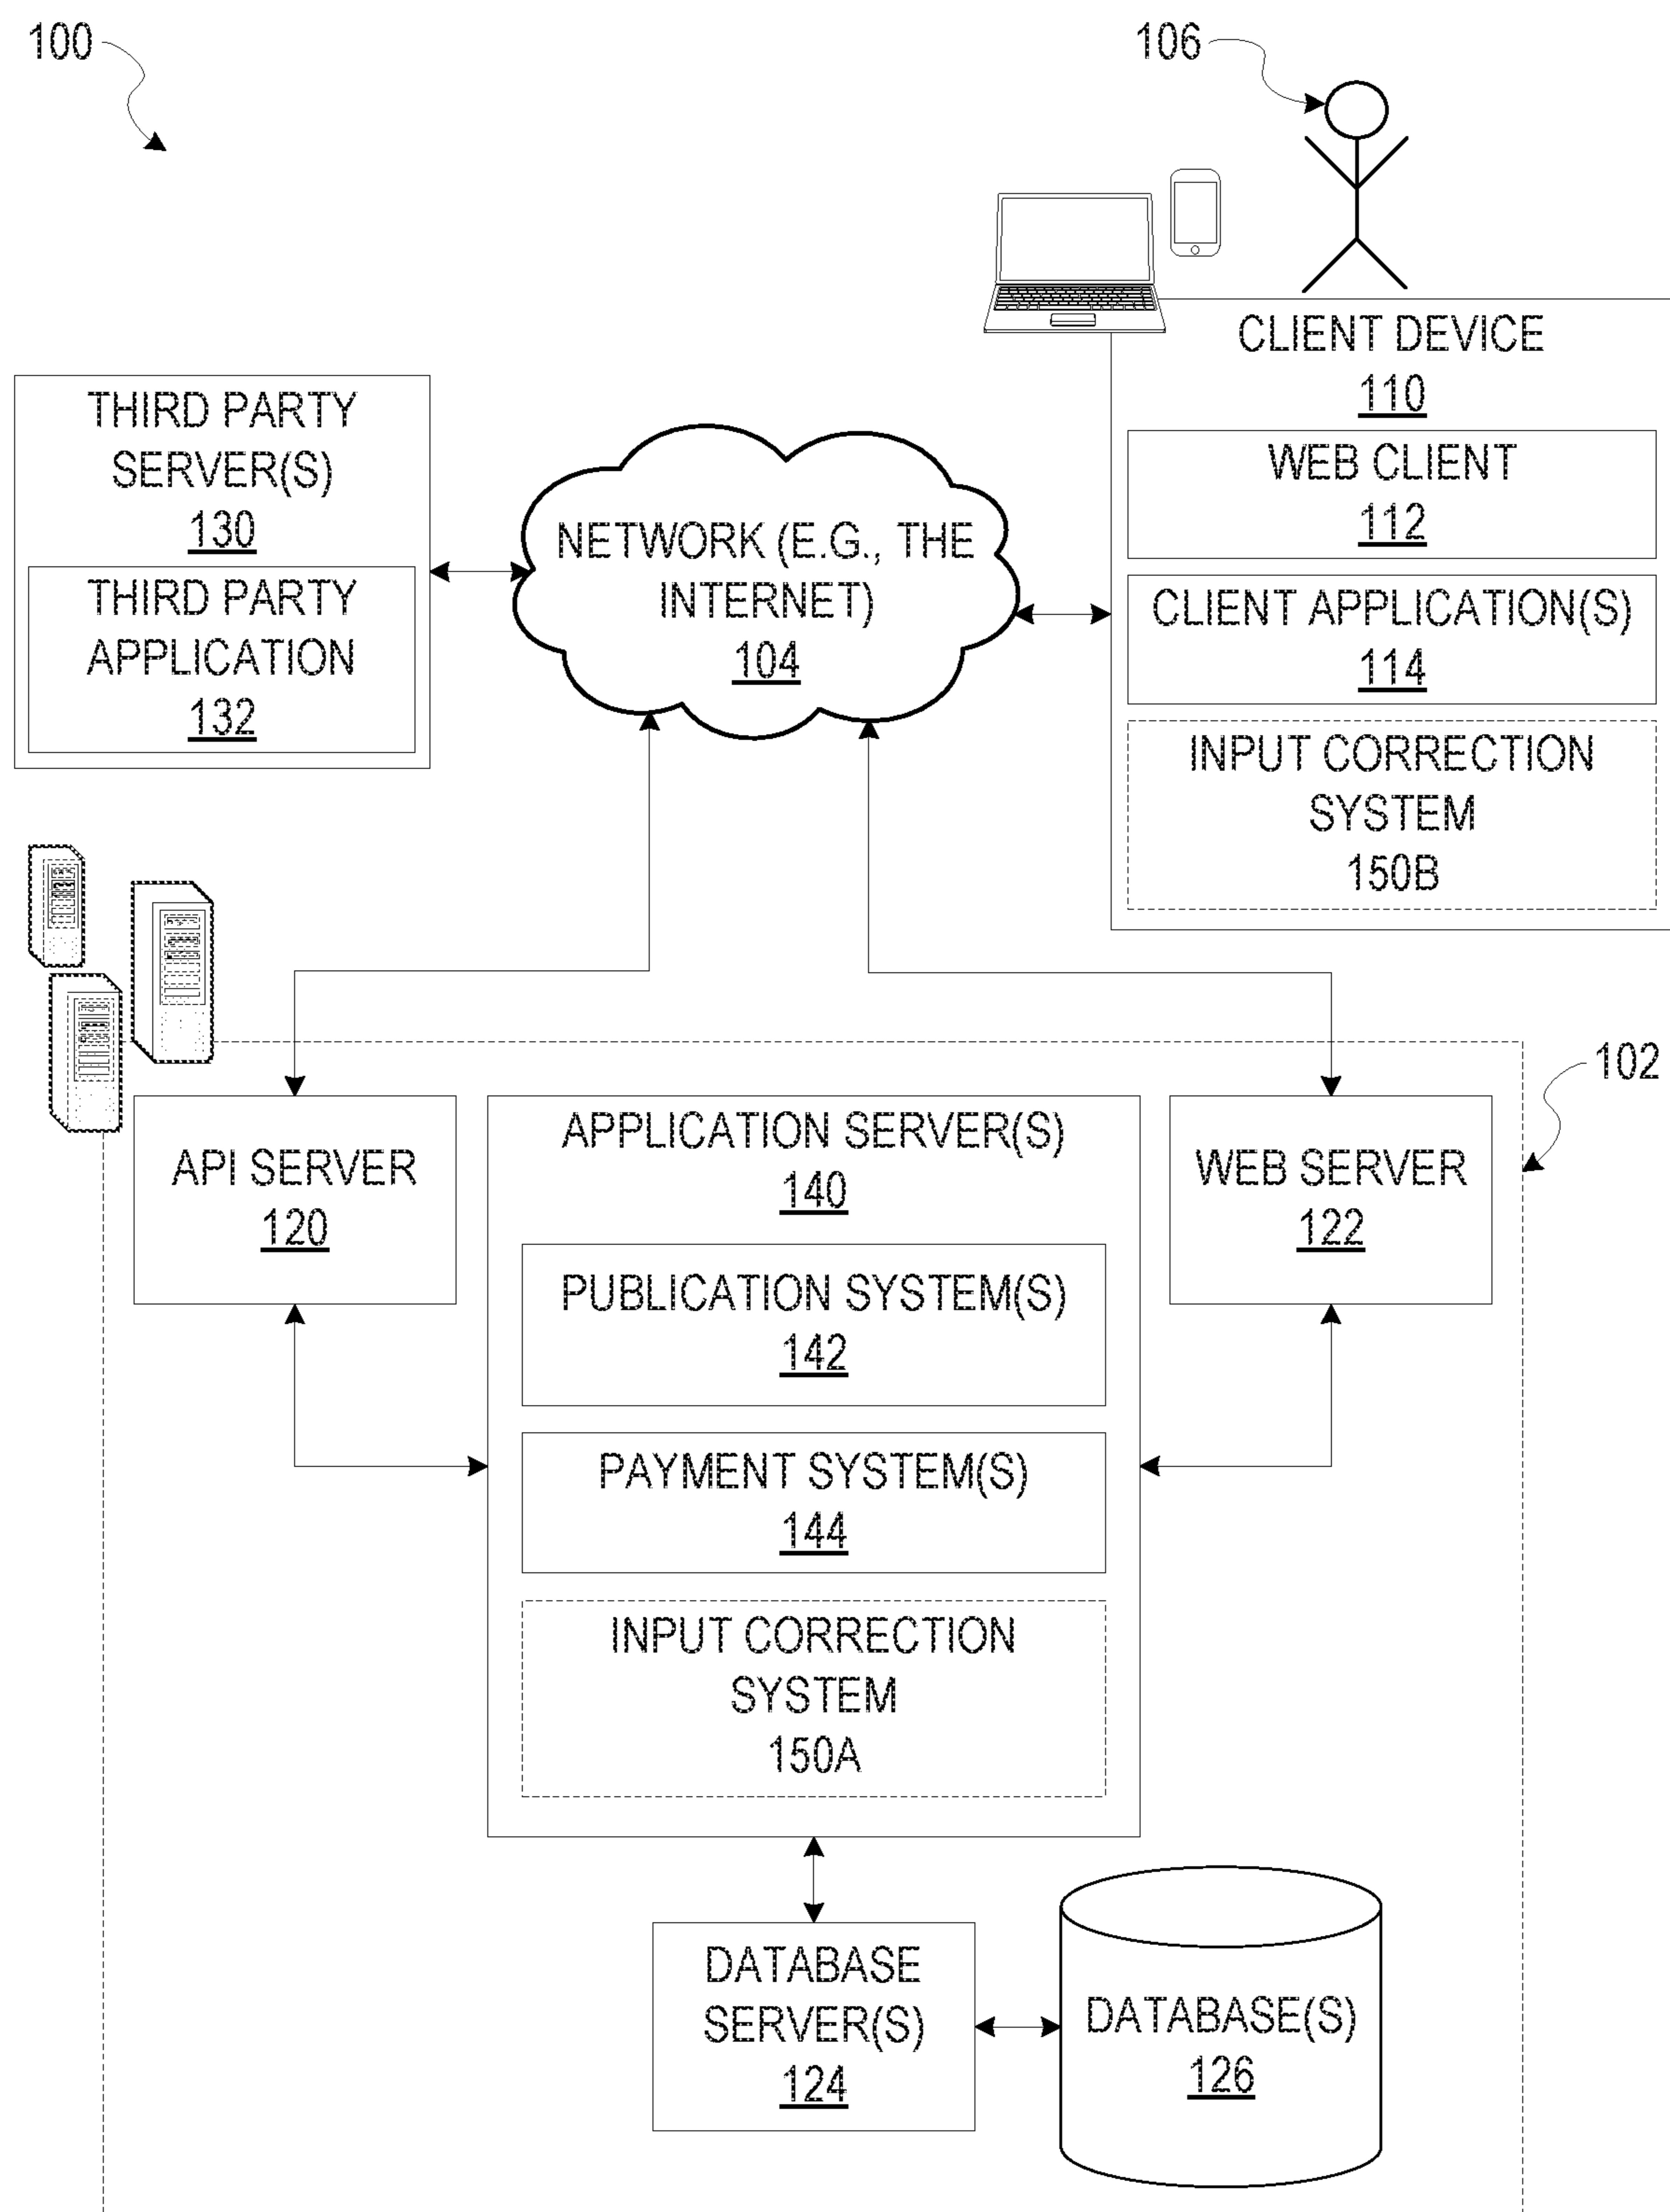 100
106
CLIENT DEVICE
110
WEB CLIENT
112
CLIENT APPLICATION(S)
114
INPUT CORRECTION
SYSTEM
150B
THIRD PARTY
SERVER(S)
130
THIRD PARTY
APPLICATION
132
NETWORK (E.G., THE
INTERNET)
104
102
API SERVER
120
APPLICATION SERVER(S)
140
PUBLICATION SYSTEM(S)
142
PAYMENT SYSTEM(S)
144
INPUT CORRECTION
SYSTEM
150A
WEB SERVER
122
DATABASE
SERVER(S)
124
DATABASE(S)
126